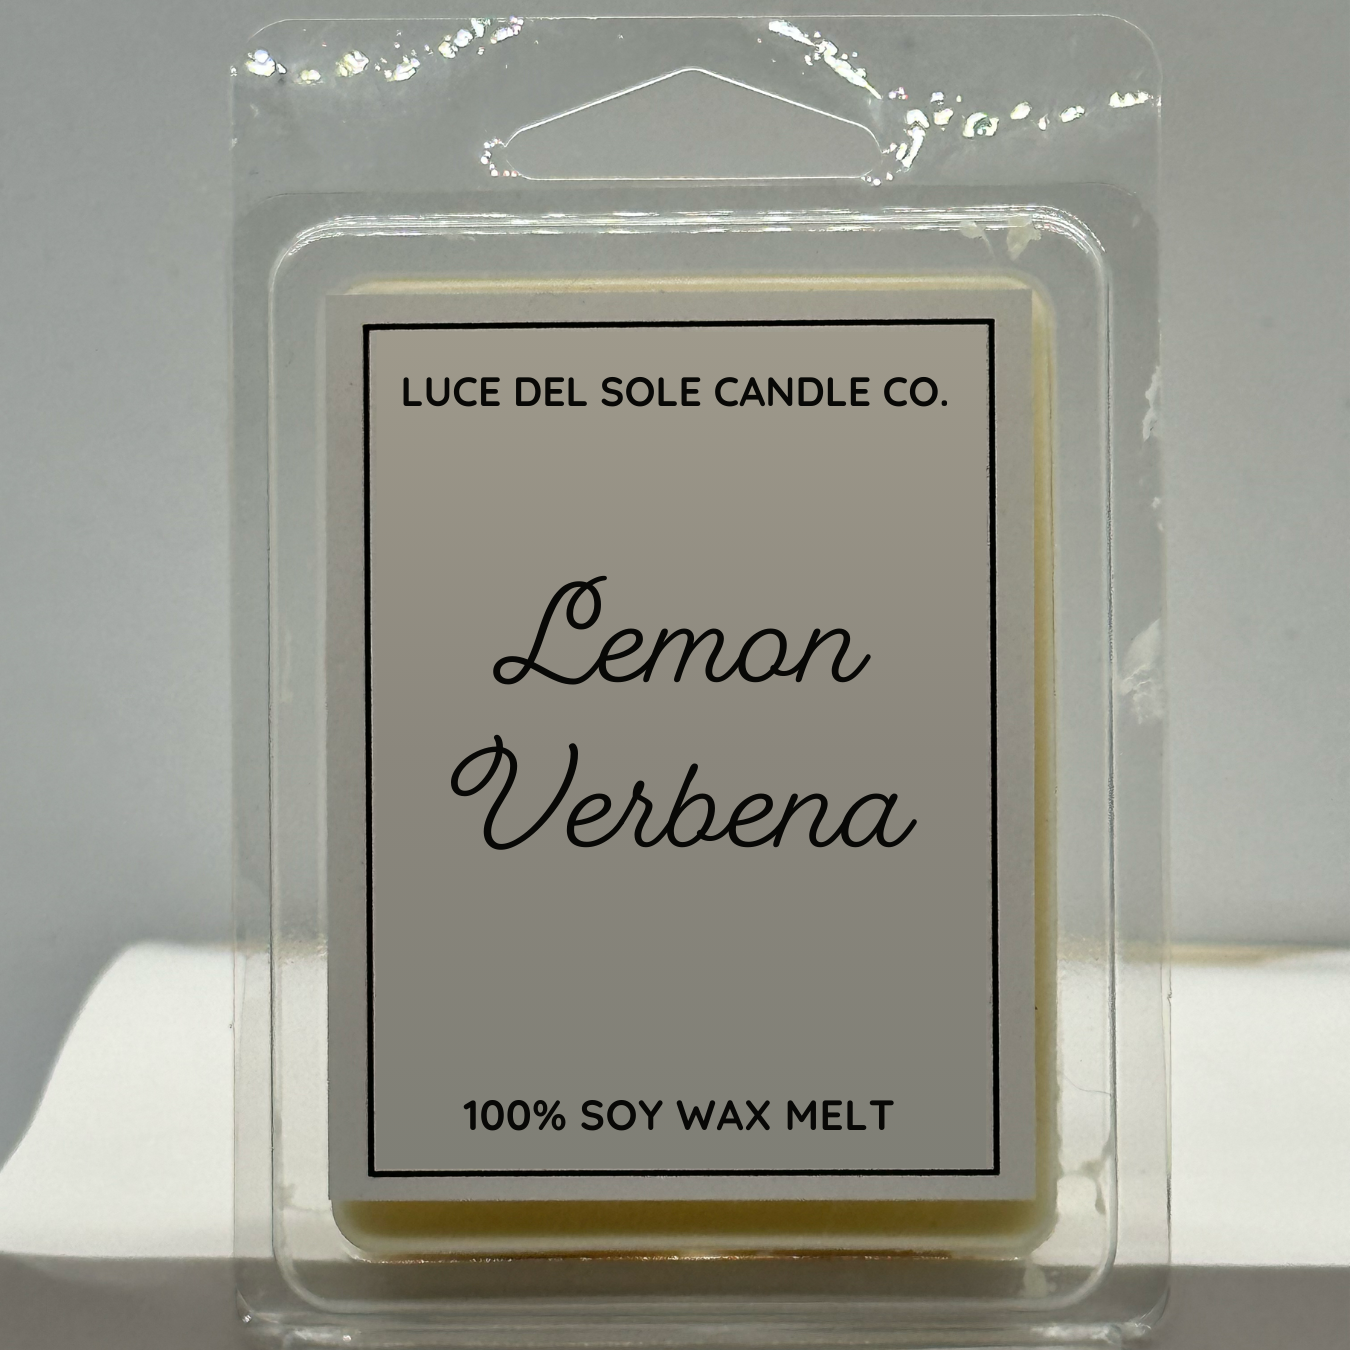 LUCE DEL SOLE CANDLE CO.
Lemon
Verbena
100% SOY WAX MELT